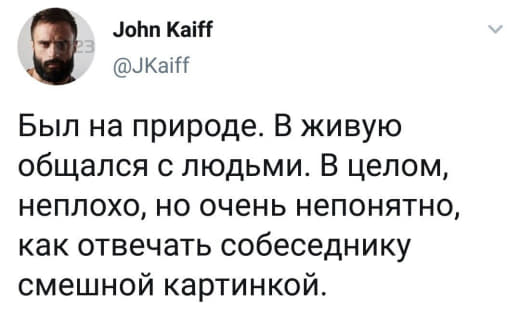 John Kaiff
@JKaiff
Был на природе. В живую
общался с людьми. В целом,
неплохо, но очень непонятно,
как отвечать собеседнику
смешной картинкой.